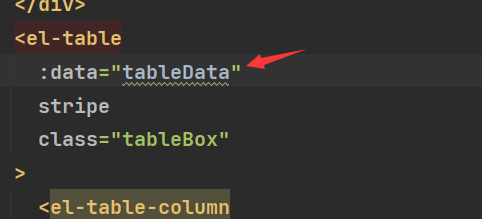 </div>
<el-table
:data="tableData"
stripe
class="tableBox"
>
<el-table-column